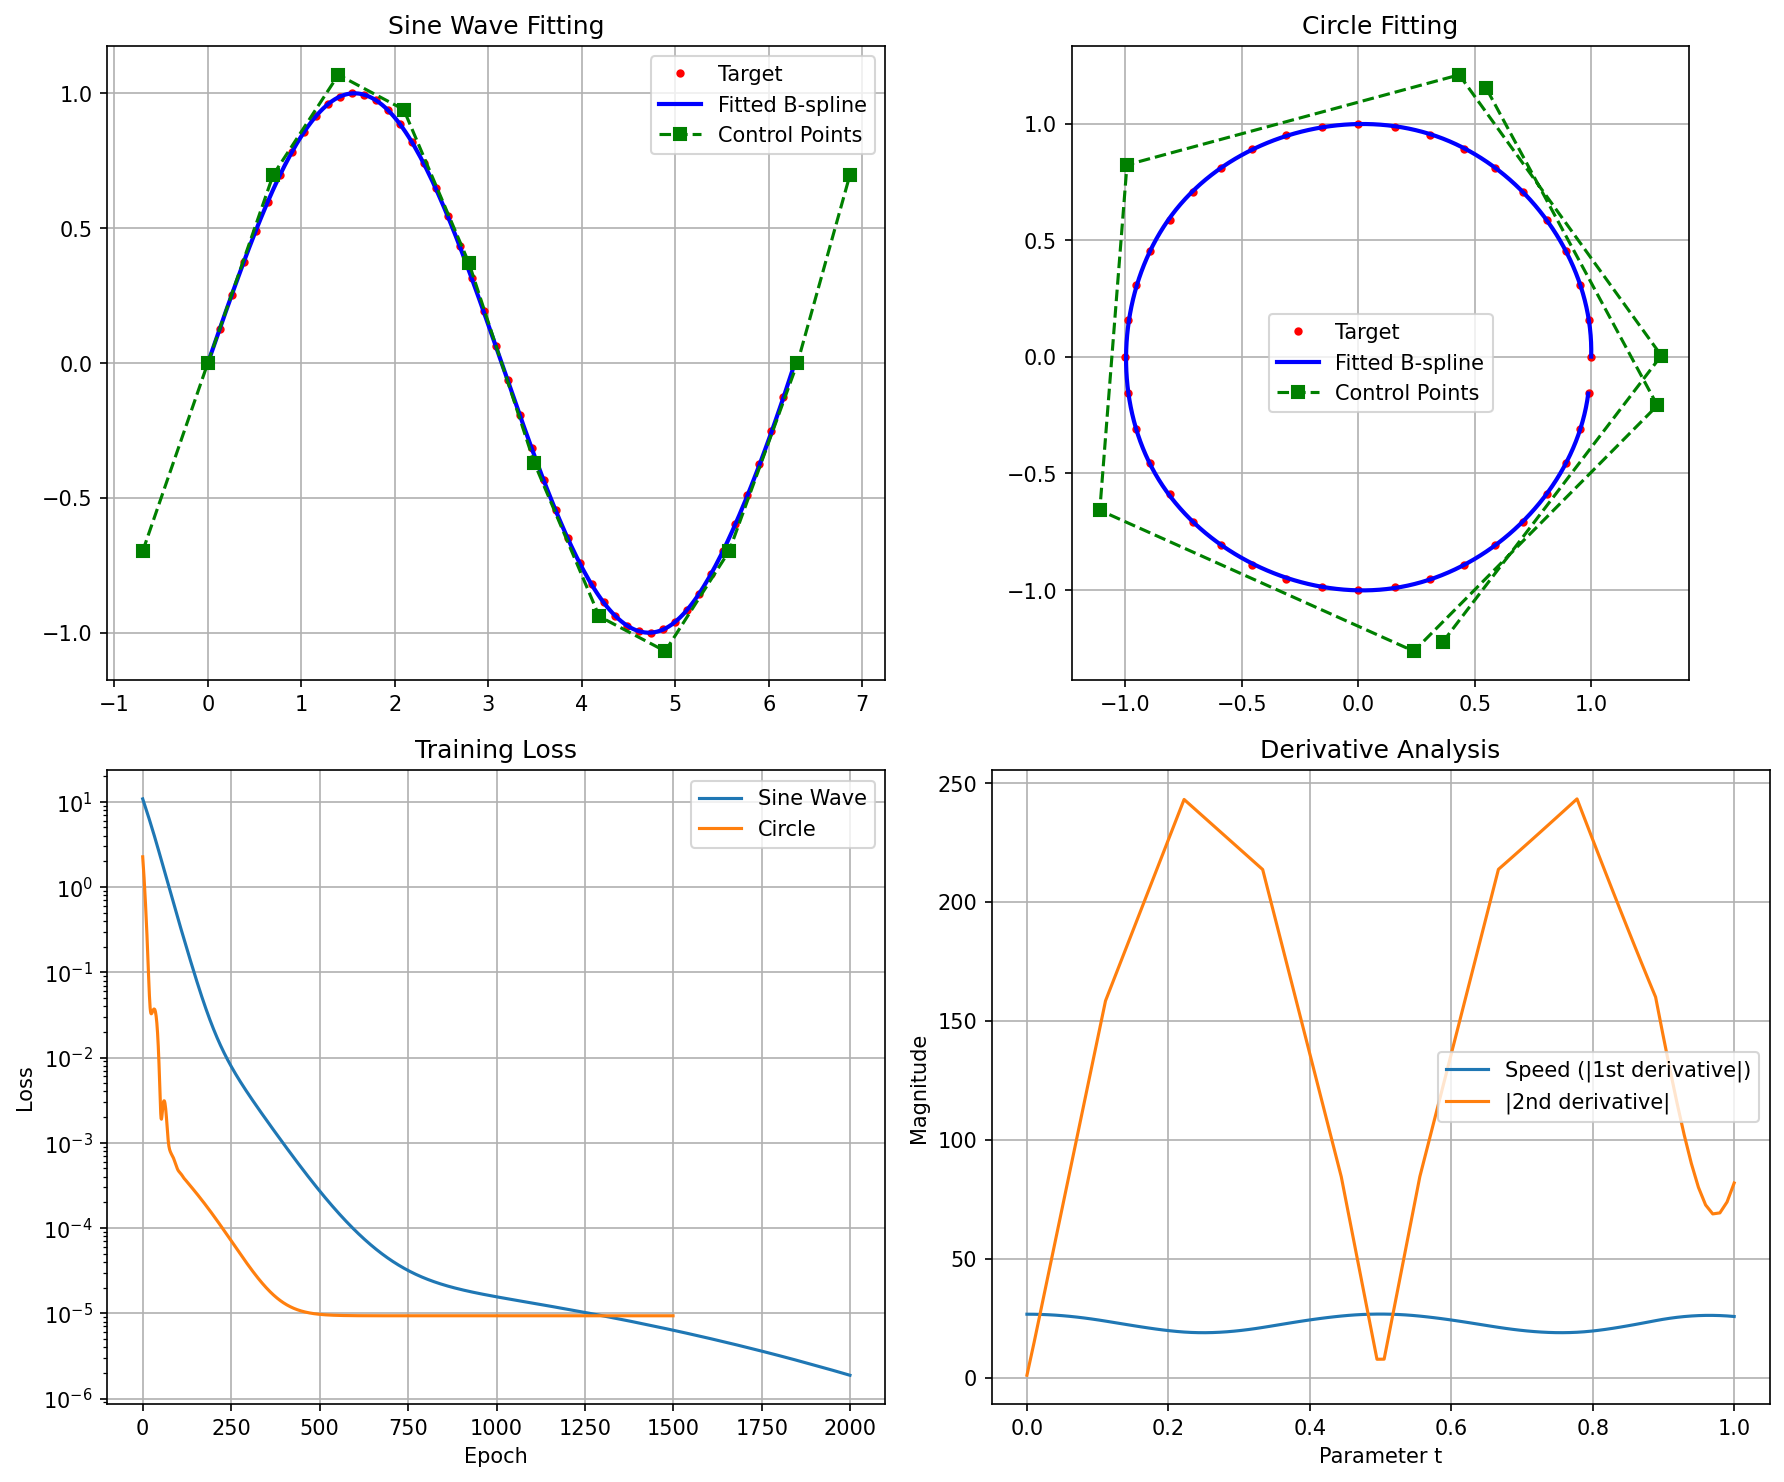 Sine Wave Fitting
Target
Fitted B-spline
Control Points
1.0
0.5
0.0
−0.5
−1.0
−1 0 1 2 3 4 5 6 7
Circle Fitting
Target
Fitted B-spline
Control Points
1.0
0.5
0.0
−0.5
−1.0
−1.0 −0.5 0.0 0.5 1.0
Training Loss
Sine Wave
Circle
10¹
10⁰
10⁻¹
10⁻²
10⁻³
10⁻⁴
10⁻⁵
10⁻⁶
Loss
0 250 500 750 1000 1250 1500 1750 2000
Epoch
Derivative Analysis
Speed (|1st derivative|)
|2nd derivative|
250
200
150
100
50
0
Magnitude
0.0 0.2 0.4 0.6 0.8 1.0
Parameter t